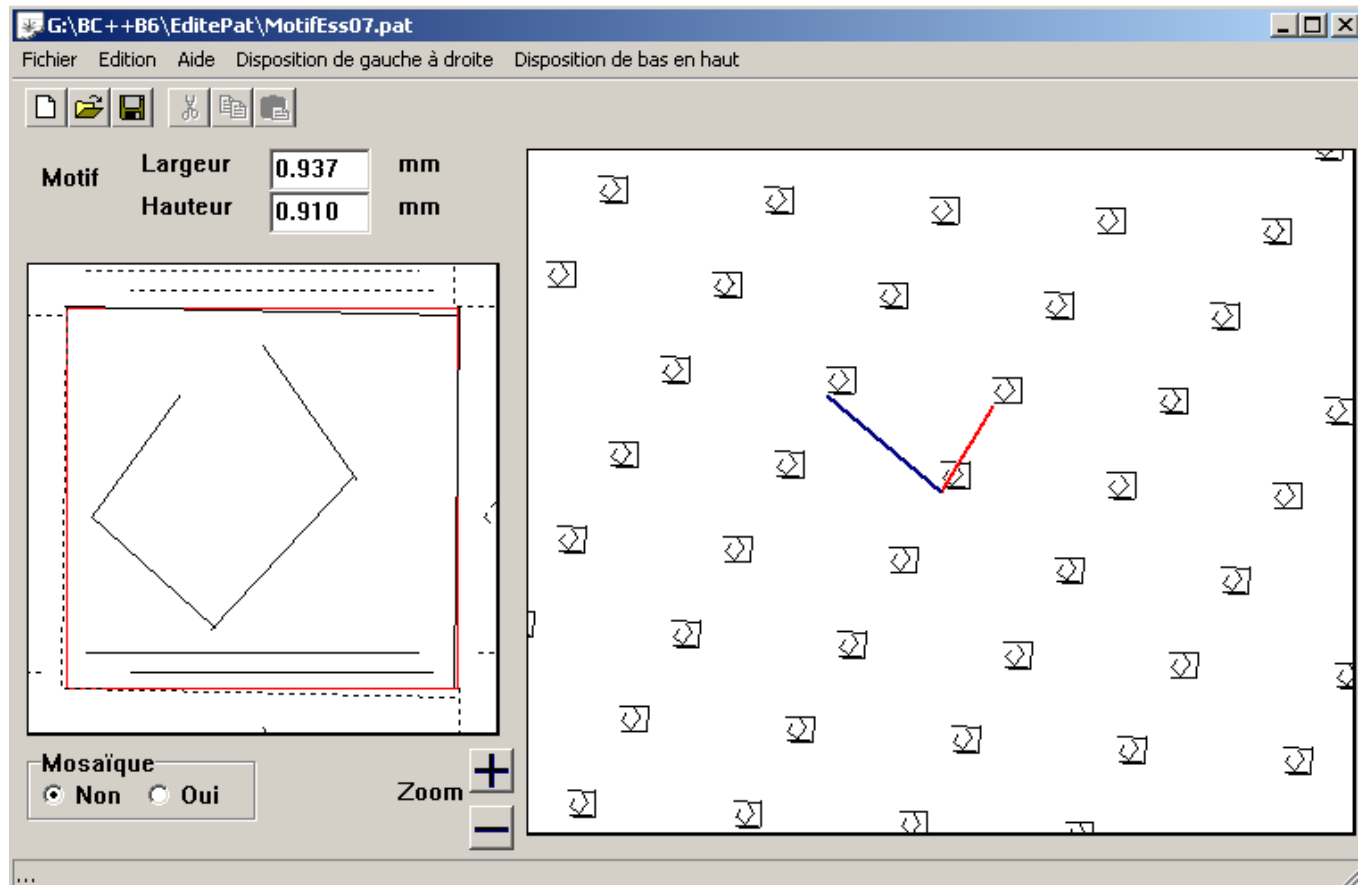 G:\BC++B6\EditePat\MotifEss07.pat
Fichier Edition Aide Disposition de gauche à droite Disposition de bas en haut
Motif
Largeur 0.937 mm
Hauteur 0.910 mm
Mosaïque
Non Oui
Zoom
...